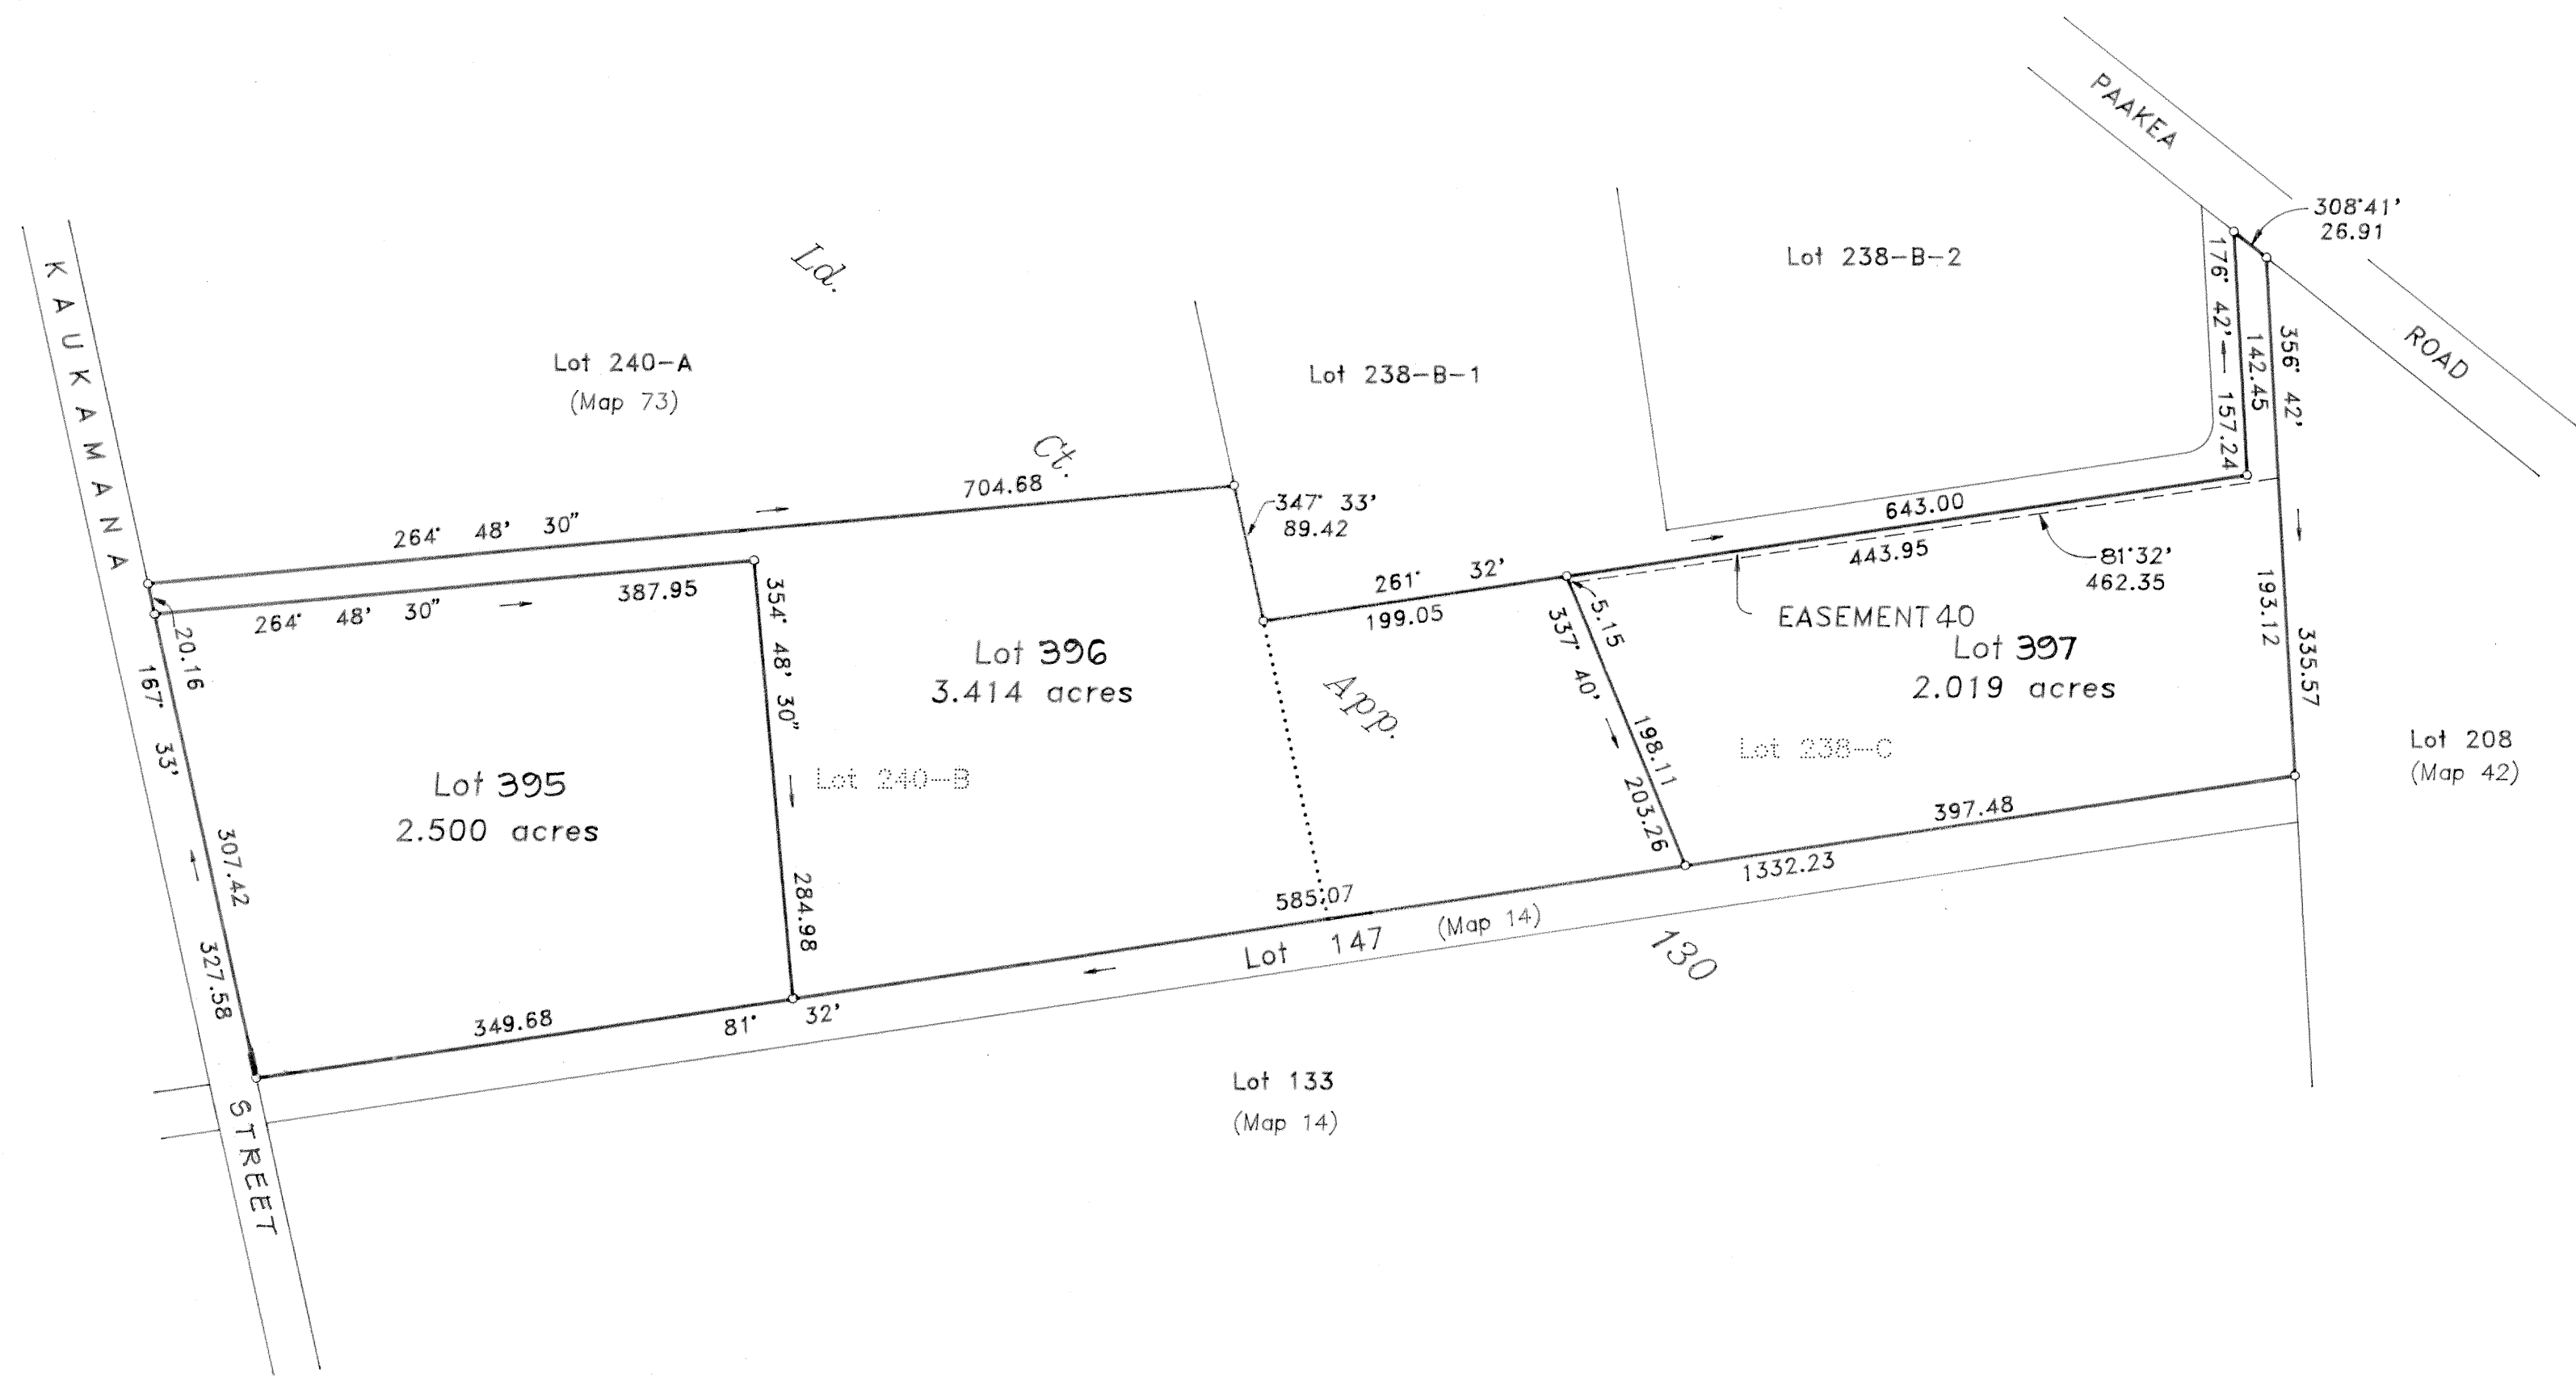 PAAKEA
ROAD
308°41'
26.91
KAUKAMANA
STREET
Ld.
Ct.
App.
130
Lot 240-A
(Map 73)
Lot 238-B-1
Lot 238-B-2
176° 42'
157.24
142.45
356° 42'
193.12
335.57
264° 48' 30"
704.68
347° 33'
89.42
264° 48' 30"
387.95
20.16
167° 33'
307.42
327.58
354° 48' 30"
284.98
261° 32'
199.05
643.00
443.95
81°32'
462.35
EASEMENT 40
5.15
337° 40'
198.11
203.26
Lot 395
2.500 acres
Lot 396
3.414 acres
Lot 397
2.019 acres
Lot 240-B
Lot 238-C
Lot 208
(Map 42)
397.48
1332.23
585.07
Lot 147
(Map 14)
349.68
81° 32'
Lot 133
(Map 14)